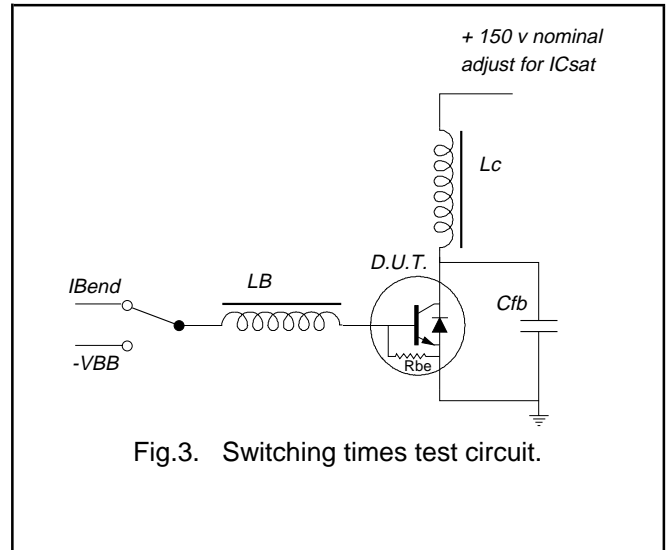 + 150 v nominal
adjust for ICsat
Lc
D.U.T.
LB
IBend
Cfb
-VBB
Rbe
Fig.3. Switching times test circuit.